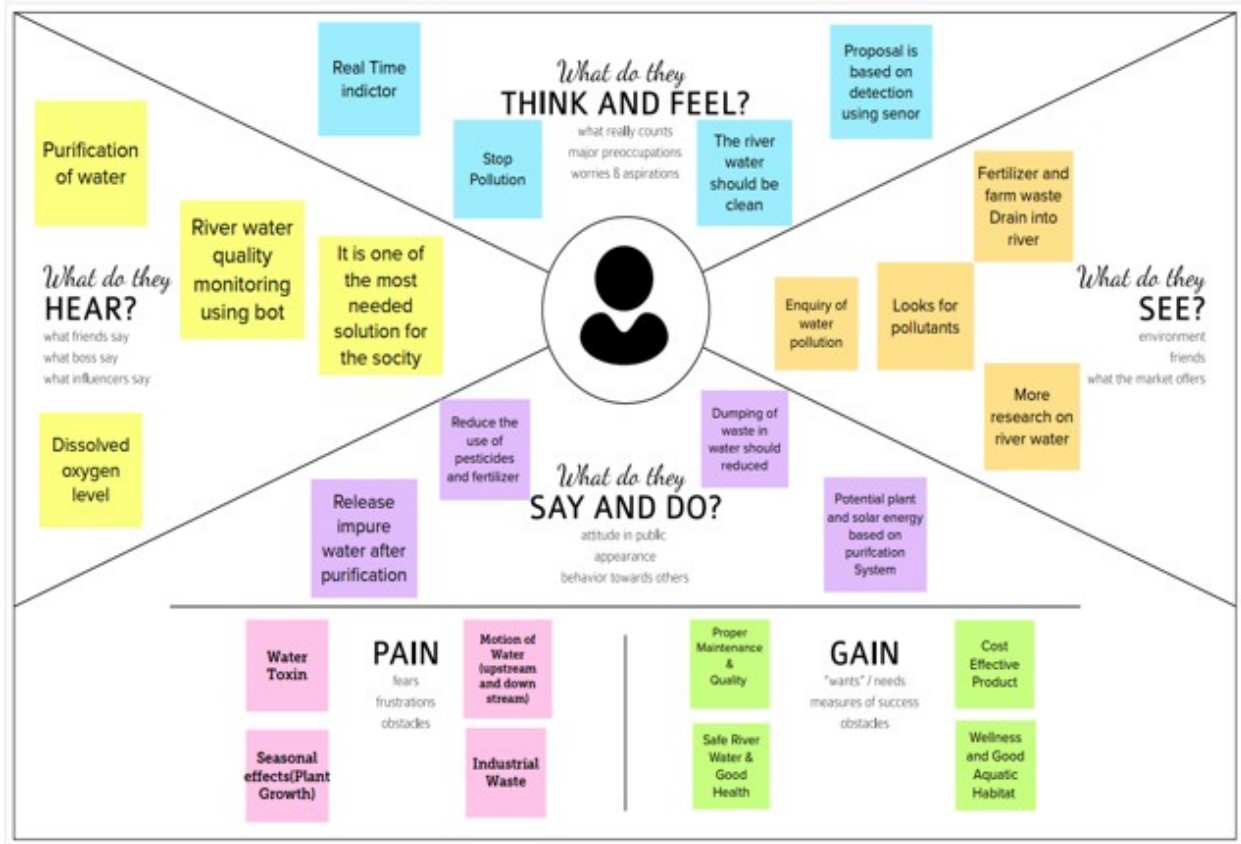 Real Time
indictor
What do they
THINK AND FEEL?
what really counts
major preoccupations
worries & aspirations
Stop
Pollution
The river
water
should be
clean
Proposal is
based on
detection
using senor
Purification
of water
River water
quality
monitoring
using bot
It is one of
the most
needed
solution for
the socity
What do they
HEAR?
what friends say
what boss say
what influencers say
Dissolved
oxygen
level
Fertilizer and
farm waste
Drain into
river
Enquiry of
water
pollution
Looks for
pollutants
What do they
SEE?
environment
friends
what the market offers
More
research on
river water
Reduce the
use of
pesticides
and fertilizer
Release
impure
water after
purification
What do they
SAY AND DO?
attitude in public
appearance
behavior towards others
Dumping of
waste in
water should
reduced
Potential plant
and solar energy
based on
purifcation
System
Water
Toxin
PAIN
fears
frustrations
obstacles
Motion of
Water
(upstream
and down
stream)
Seasonal
effects(Plant
Growth)
Industrial
Waste
Proper
Maintenance
&
Quality
GAIN
"wants" / needs
measures of success
obstacles
Cost
Effective
Product
Safe River
Water &
Good
Health
Wellness
and Good
Aquatic
Habitat